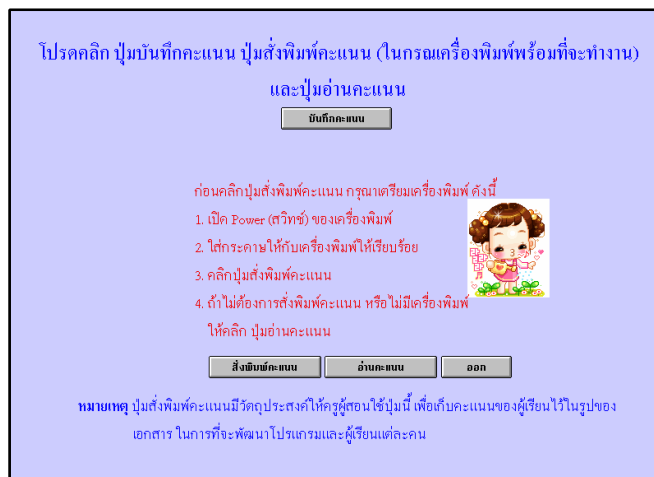 โปรดคลิก ปุ่มบันทึกคะแนน ปุ่มสั่งพิมพ์คะแนน (ในกรณเครื่องพิมพ์พร้อมที่จะทำงาน)
และปุ่มอ่านคะแนน
บันทึกคะแนน
ก่อนคลิกปุ่มสั่งพิมพ์คะแนน กรุณาเตรียมเครื่องพิมพ์ ดังนี้
1. เปิด Power (สวิทช์) ของเครื่องพิมพ์
2. ใส่กระดาษให้กับเครื่องพิมพ์ให้เรียบร้อย
3. คลิกปุ่มสั่งพิมพ์คะแนน
4. ถ้าไม่ต้องการสั่งพิมพ์คะแนน หรือไม่มีเครื่องพิมพ์
ให้คลิก ปุ่มอ่านคะแนน
สั่งพิมพ์คะแนน อ่านคะแนน ออก
หมายเหตุ ปุ่มสั่งพิมพ์คะแนนมีวัตถุประสงค์ให้ครูผู้สอนใช้ปุ่มนี้ เพื่อเก็บคะแนนของผู้เรียนไว้ในรูปของ
เอกสาร ในการที่จะพัฒนาโปรแกรมและผู้เรียนแต่ละคน